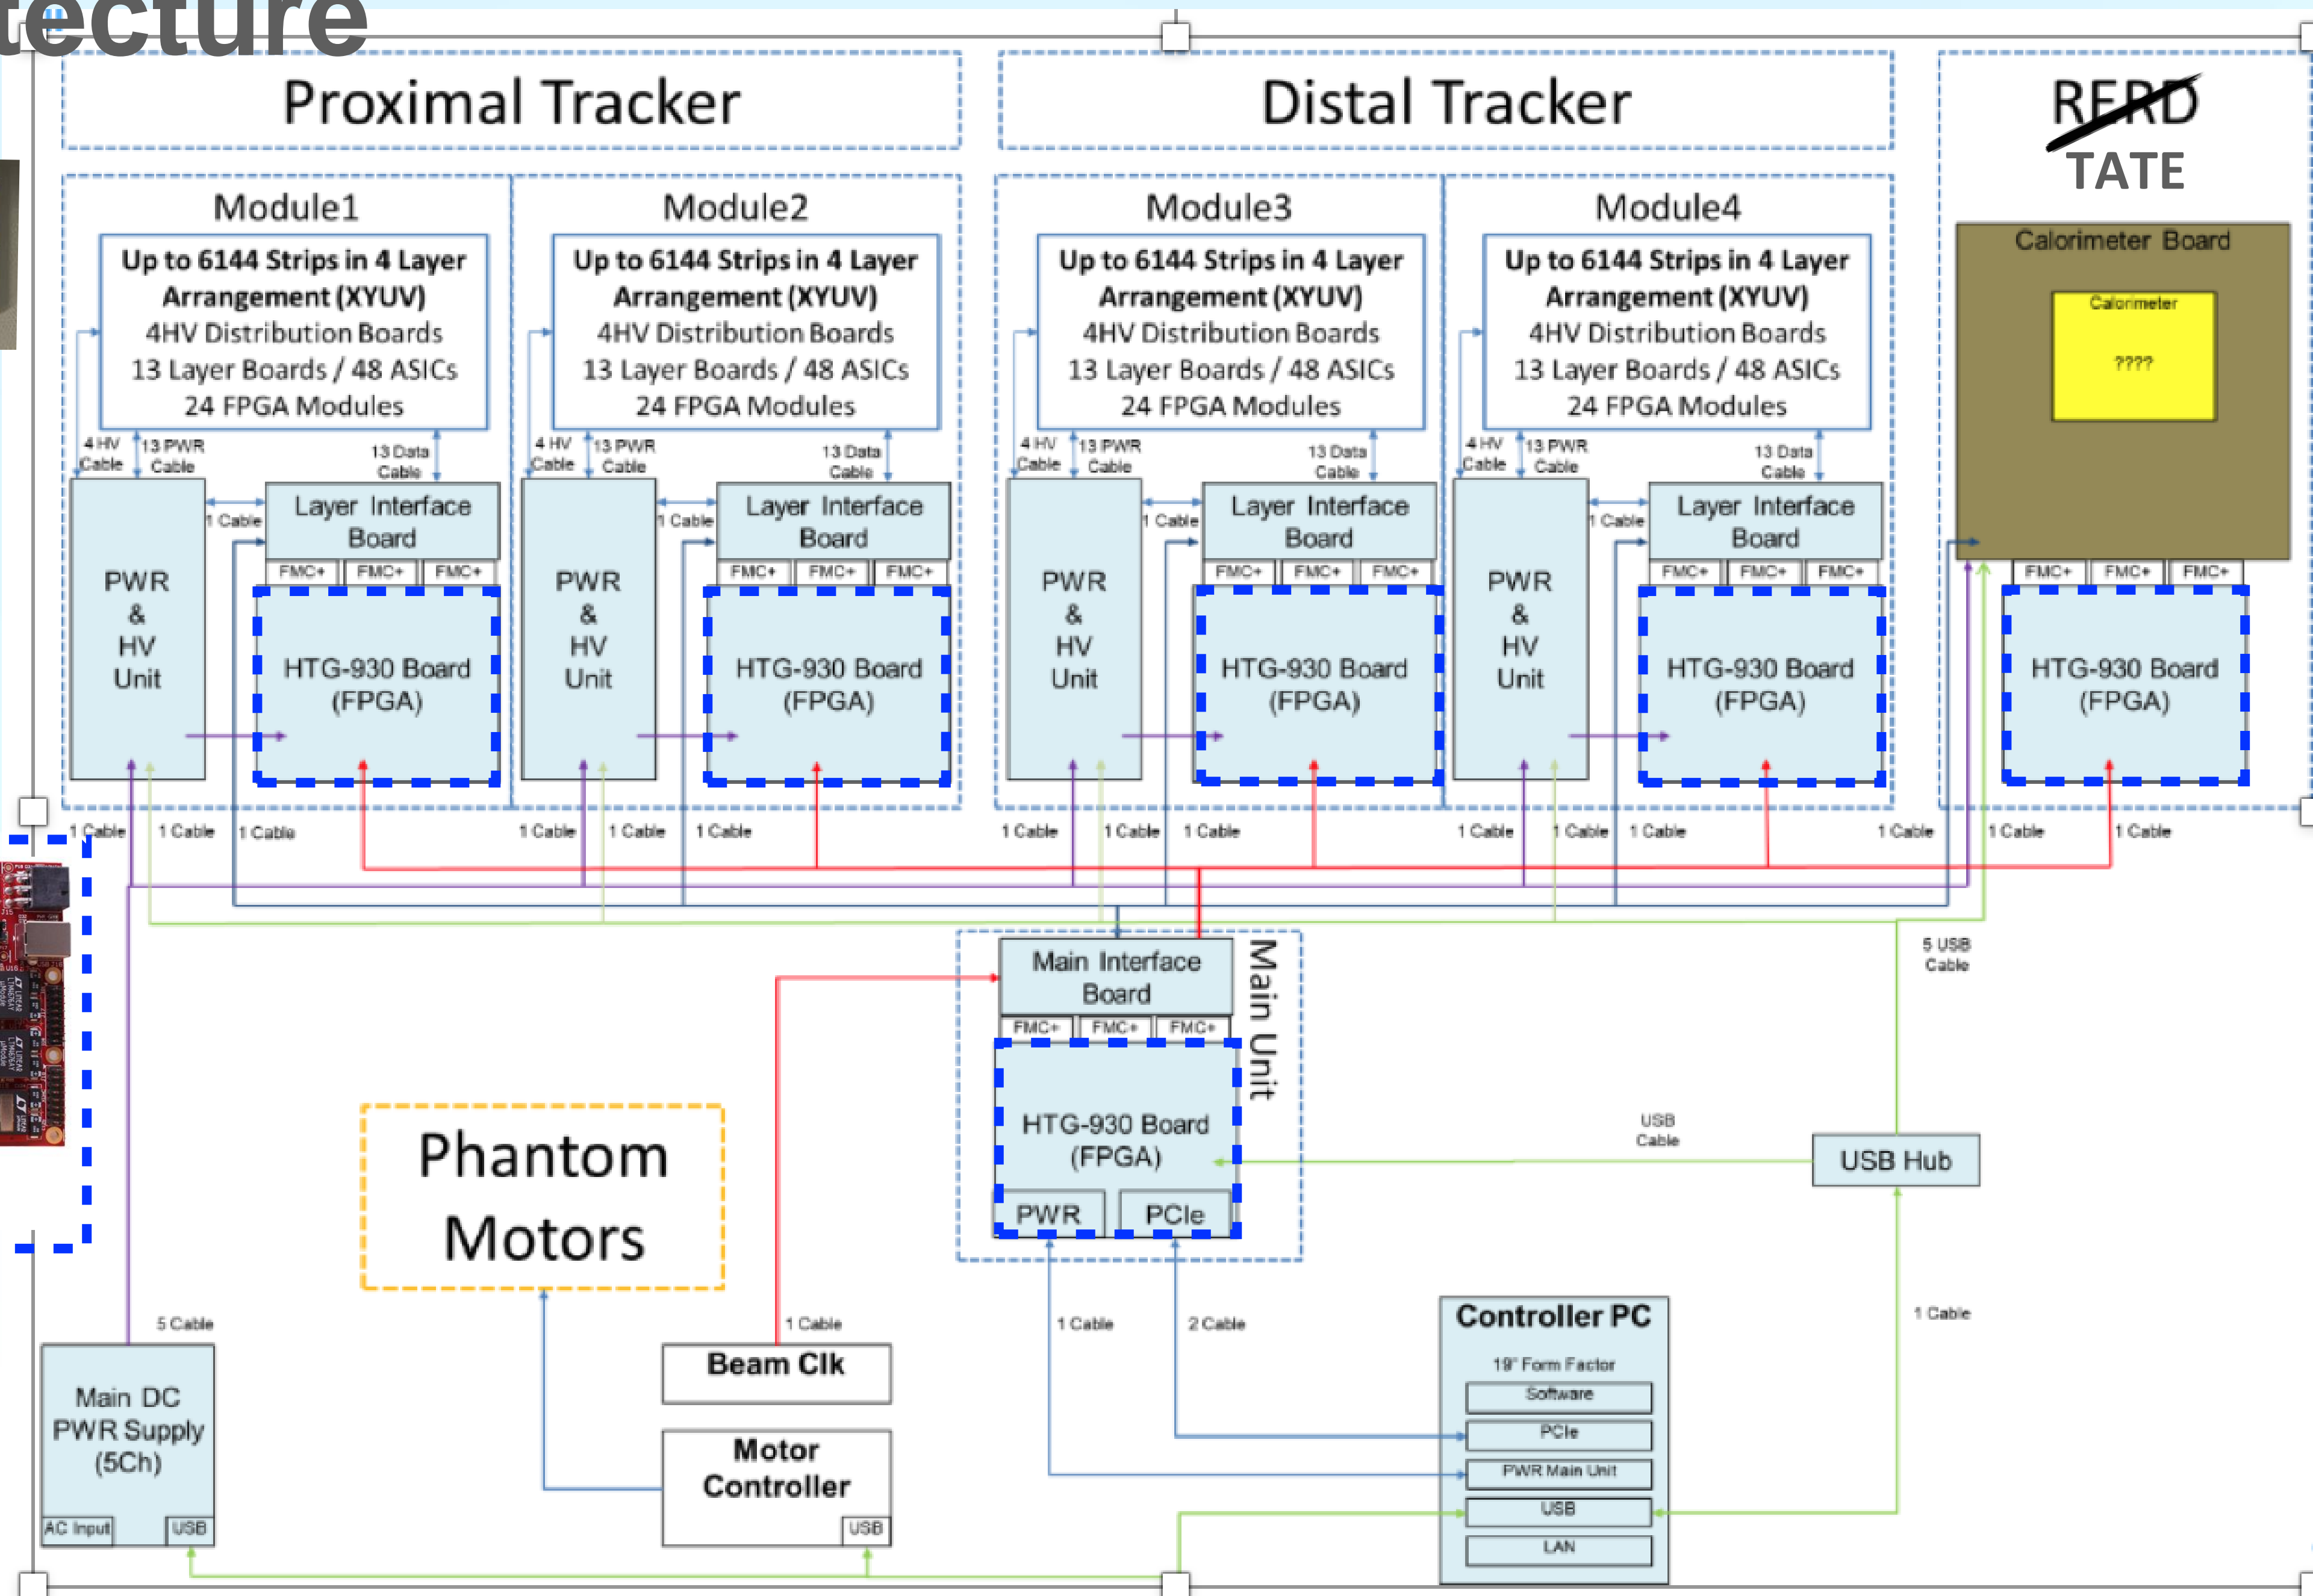 tecture
Proximal Tracker
Distal Tracker
RERD
TATE
Module1
Up to 6144 Strips in 4 Layer
Arrangement (XYUV)
4HV Distribution Boards
13 Layer Boards / 48 ASICs
24 FPGA Modules
4 HV
Cable
13 PWR
Cable
13 Data
Cable
PWR
&
HV
Unit
1 Cable
Layer Interface
Board
FMC+ FMC+ FMC+
HTG-930 Board
(FPGA)
Module2
Up to 6144 Strips in 4 Layer
Arrangement (XYUV)
4HV Distribution Boards
13 Layer Boards / 48 ASICs
24 FPGA Modules
4 HV
Cable
13 PWR
Cable
13 Data
Cable
PWR
&
HV
Unit
1 Cable
Layer Interface
Board
FMC+ FMC+ FMC+
HTG-930 Board
(FPGA)
Module3
Up to 6144 Strips in 4 Layer
Arrangement (XYUV)
4HV Distribution Boards
13 Layer Boards / 48 ASICs
24 FPGA Modules
4 HV
Cable
13 PWR
Cable
13 Data
Cable
PWR
&
HV
Unit
1 Cable
Layer Interface
Board
FMC+ FMC+ FMC+
HTG-930 Board
(FPGA)
Module4
Up to 6144 Strips in 4 Layer
Arrangement (XYUV)
4HV Distribution Boards
13 Layer Boards / 48 ASICs
24 FPGA Modules
4 HV
Cable
13 PWR
Cable
13 Data
Cable
PWR
&
HV
Unit
1 Cable
Layer Interface
Board
FMC+ FMC+ FMC+
HTG-930 Board
(FPGA)
Calorimeter Board
Calorimeter
????
FMC+ FMC+ FMC+
HTG-930 Board
(FPGA)
1 Cable 1 Cable 1 Cable 1 Cable 1 Cable 1 Cable 1 Cable 1 Cable 1 Cable 1 Cable 1 Cable 1 Cable 1 Cable 1 Cable 1 Cable
5 USB
Cable
Main Interface
Board
FMC+ FMC+ FMC+
HTG-930 Board
(FPGA)
PWR PCIe
Main Unit
USB
Cable
USB Hub
Phantom
Motors
5 Cable
1 Cable
1 Cable
2 Cable
1 Cable
Main DC
PWR Supply
(5Ch)
AC Input USB
Beam Clk
Motor
Controller
USB
Controller PC
19" Form Factor
Software
PCIe
PWR Main Unit
USB
LAN
J15
LINEAR
LINEAR